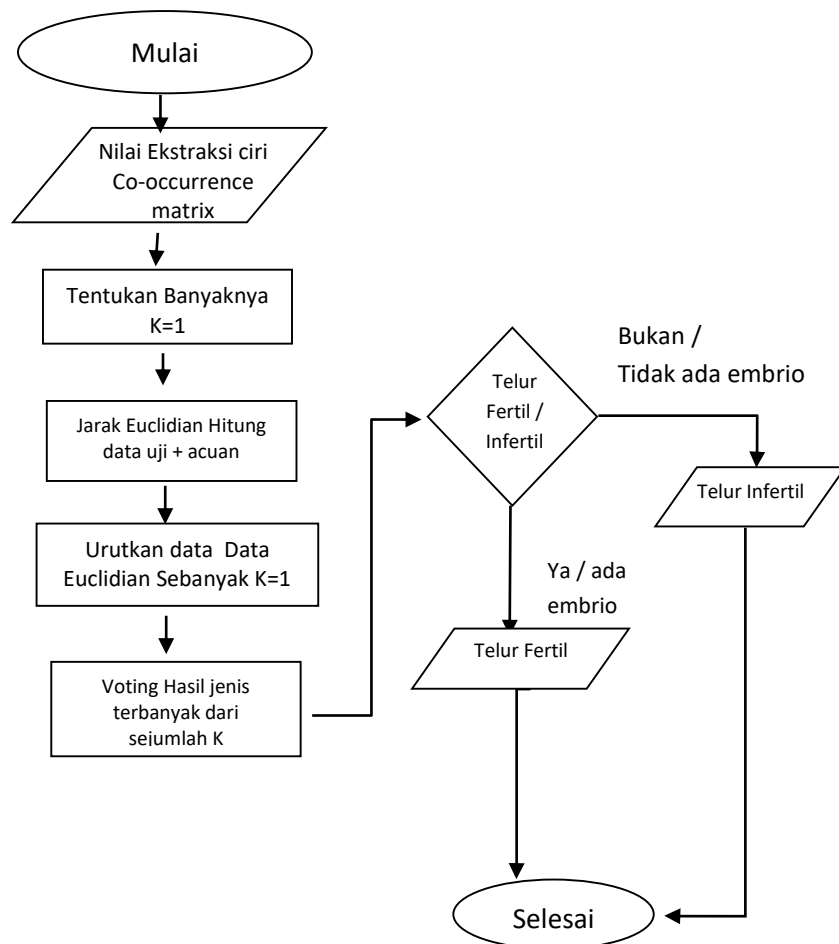 Mulai
Nilai Ekstraksi ciri
Co-occurrence
matrix
Tentukan Banyaknya
K=1
Jarak Euclidian Hitung
data uji + acuan
Urutkan data Data
Euclidian Sebanyak K=1
Voting Hasil jenis
terbanyak dari
sejumlah K
Telur
Fertil /
Infertil
Bukan /
Tidak ada embrio
Telur Infertil
Ya / ada
embrio
Telur Fertil
Selesai